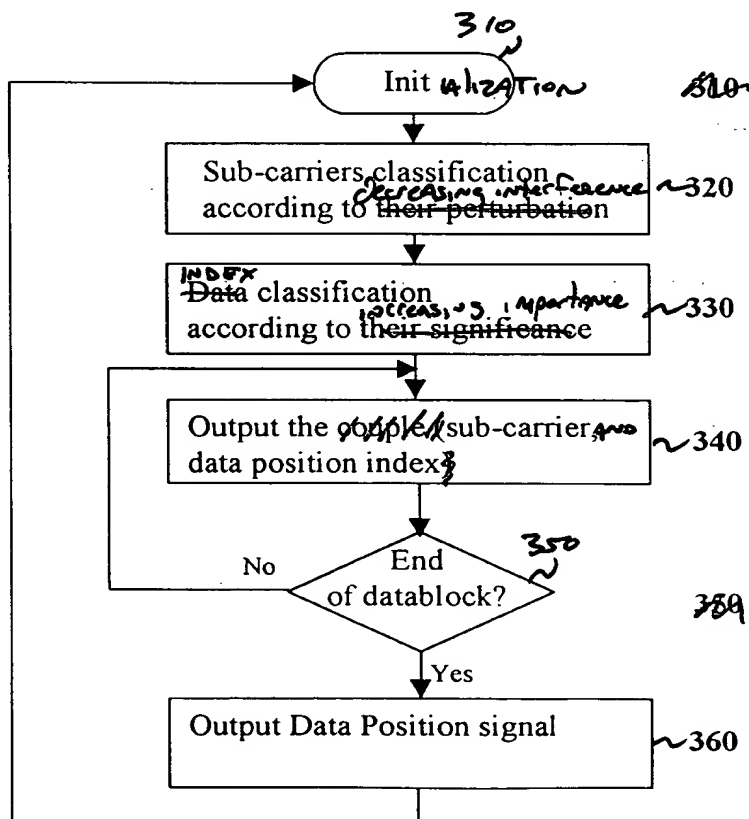 310
Init IALIZATION
310
Sub-carriers classification
decreasing interference
according to their perturbation
320
INDEX
Data classification
increasing importance
according to their significance
330
Output the couple (sub-carrier, AND
data position index)
340
350
End
of datablock?
No
350
Yes
Output Data Position signal
360